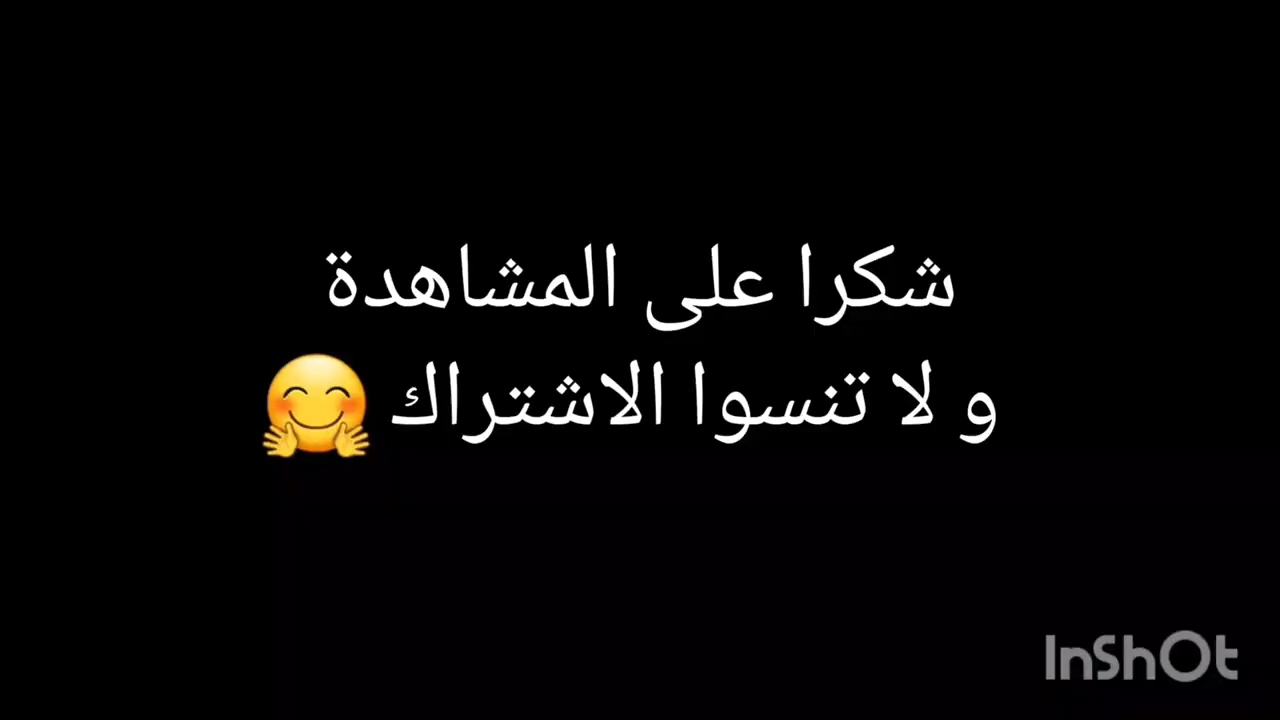 شكرا على المشاهدة
و لا تنسوا الاشتراك 🤗
InShOt